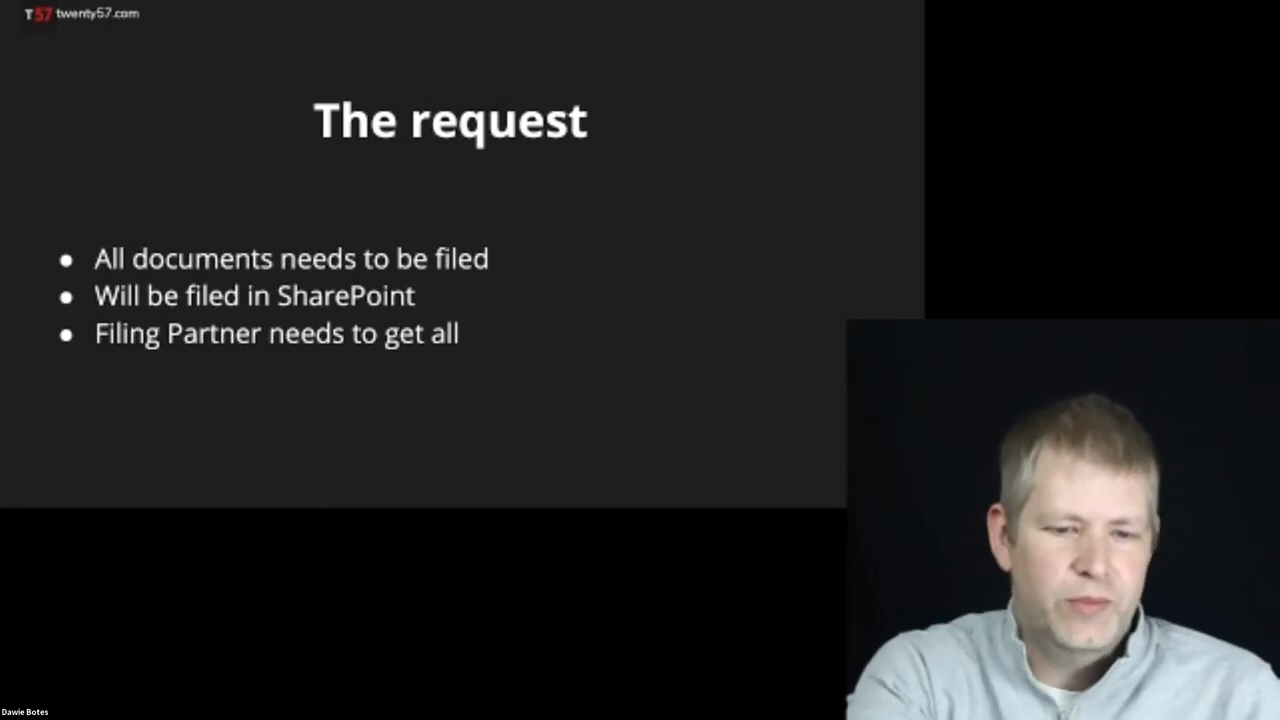 T57 twenty57.com
The request
● All documents needs to be filed
● Will be filed in SharePoint
● Filing Partner needs to get all
Dawie Botes